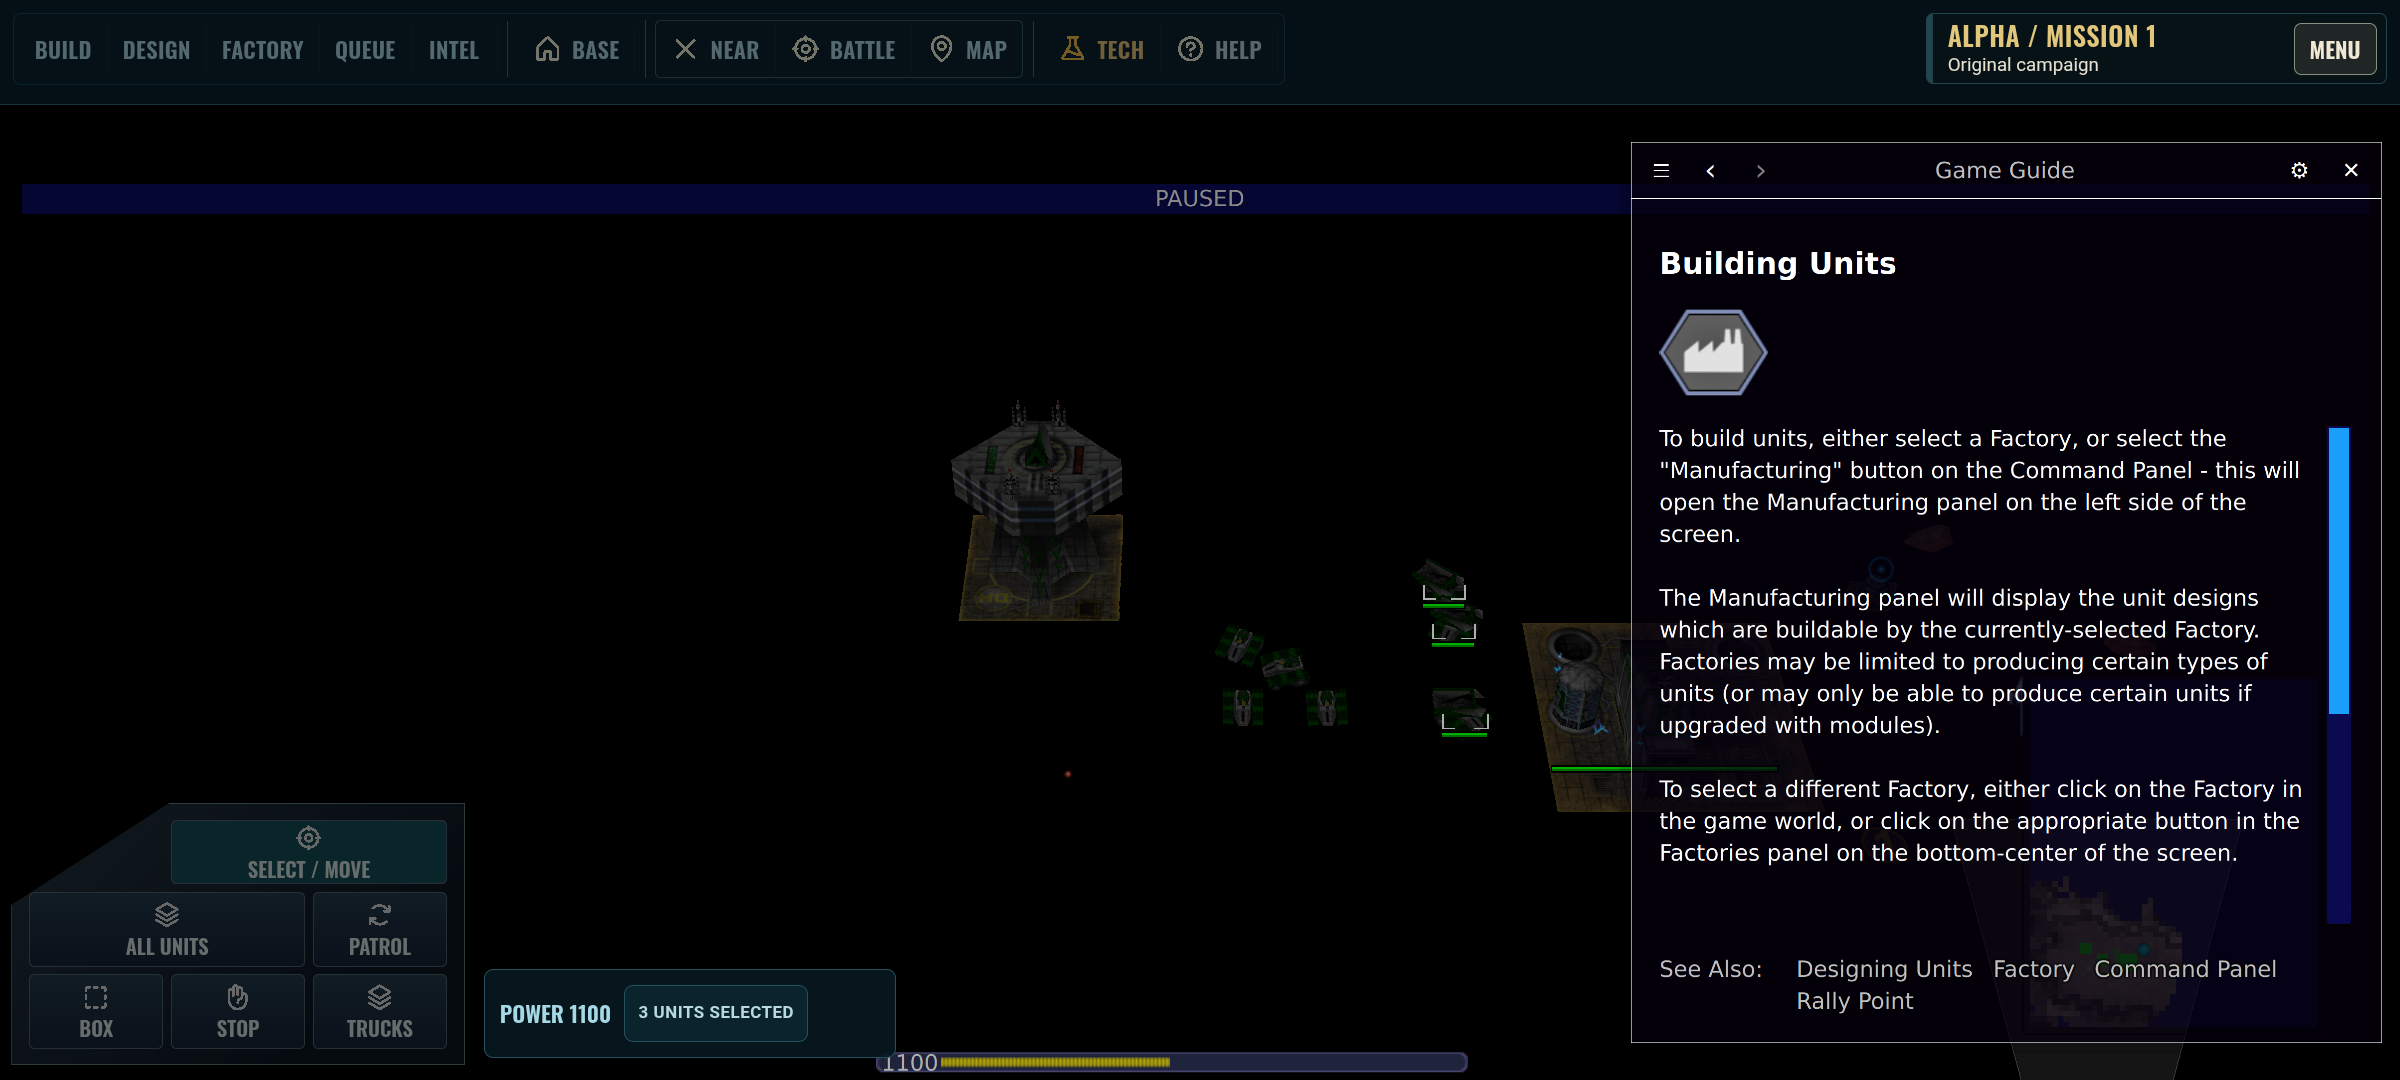 BUILD DESIGN FACTORY QUEUE INTEL BASE NEAR BATTLE MAP TECH HELP
ALPHA / MISSION 1
Original campaign
MENU
PAUSED
Game Guide
Building Units
To build units, either select a Factory, or select the
"Manufacturing" button on the Command Panel - this will
open the Manufacturing panel on the left side of the
screen.
The Manufacturing panel will display the unit designs
which are buildable by the currently-selected Factory.
Factories may be limited to producing certain types of
units (or may only be able to produce certain units if
upgraded with modules).
To select a different Factory, either click on the Factory in
the game world, or click on the appropriate button in the
Factories panel on the bottom-center of the screen.
See Also: Designing Units Factory Command Panel
Rally Point
SELECT / MOVE
ALL UNITS PATROL
BOX STOP TRUCKS
POWER 1100 3 UNITS SELECTED
1100
HQ